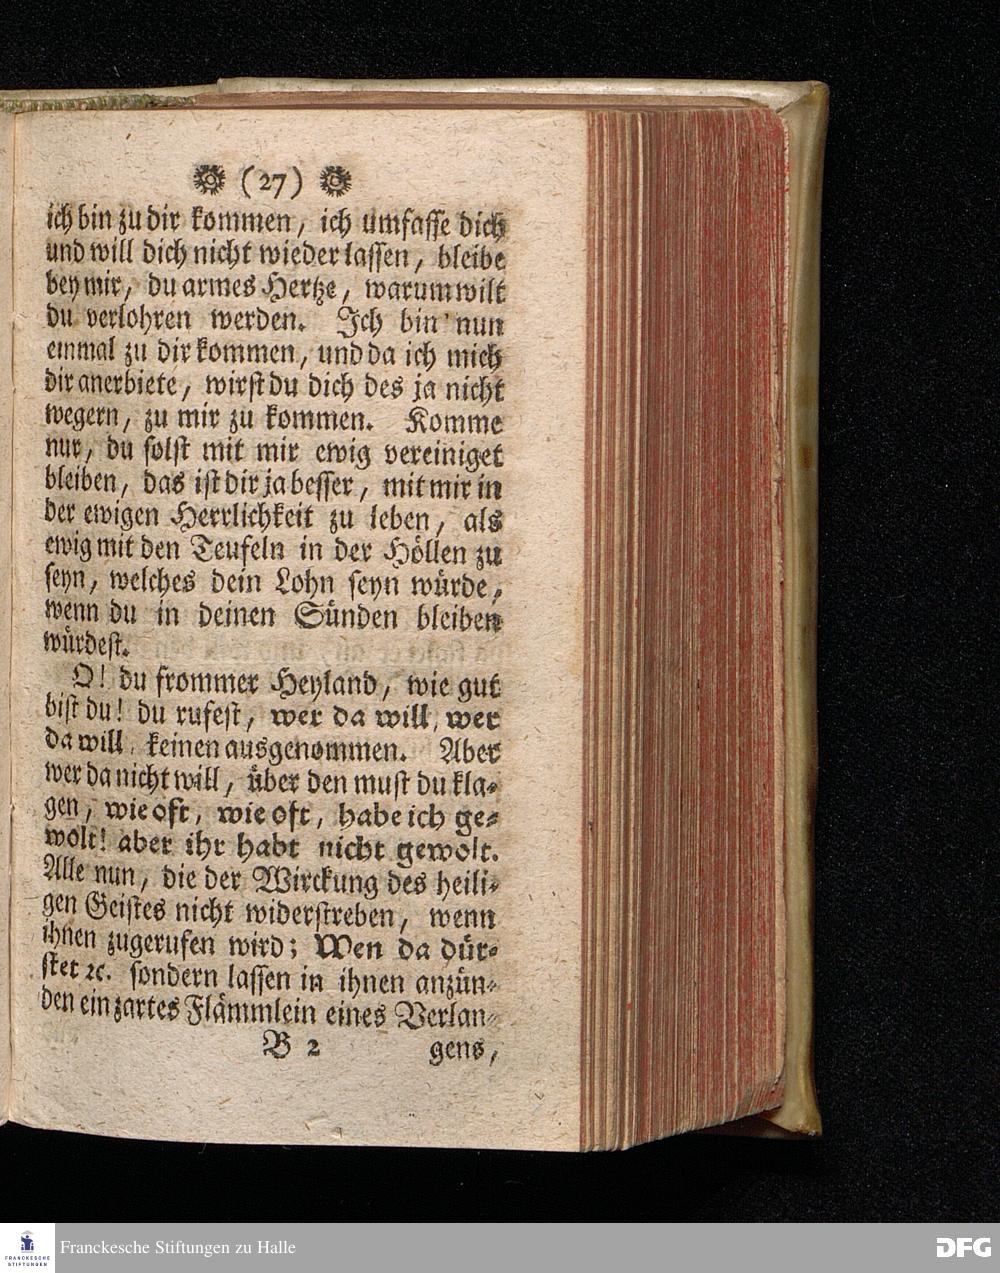 (27)
ich bin zu dir kommen, ich umfasse dich
und will dich nicht wieder lassen, bleibe
bey mir, du armes Hertze, warum wilt
du verlohren werden. Ich bin nun
einmal zu dir kommen, und da ich mich
dir anerbiete, wirst du dich des ja nicht
wegern, zu mir zu kommen. Komme
nur, du solst mit mir ewig vereiniget
bleiben, das ist dir ja besser, mit mir in
der ewigen Herrlichkeit zu leben, als
ewig mit den Teufeln in der Höllen zu
seyn, welches dein Lohn seyn würde,
wenn du in deinen Sünden bleiben
würdest.
O! du frommer Heyland, wie gut
bist du! du rufest, wer da will, wer
da will, keinen ausgenommen. Aber
wer da nicht will, über den must du kla-
gen, wie oft, wie oft, habe ich ge-
wolt! aber ihr habt nicht gewolt.
Alle nun, die der Wirckung des heili-
gen Geistes nicht widerstreben, wenn
ihnen zugerufen wird; Wen da dür-
stet ꝛc. sondern lassen in ihnen anzün-
den ein zartes Flämmlein eines Verlan-
B 2 gens,
FRANCKESCHE
STIFTUNGEN
Franckesche Stiftungen zu Halle
DFG